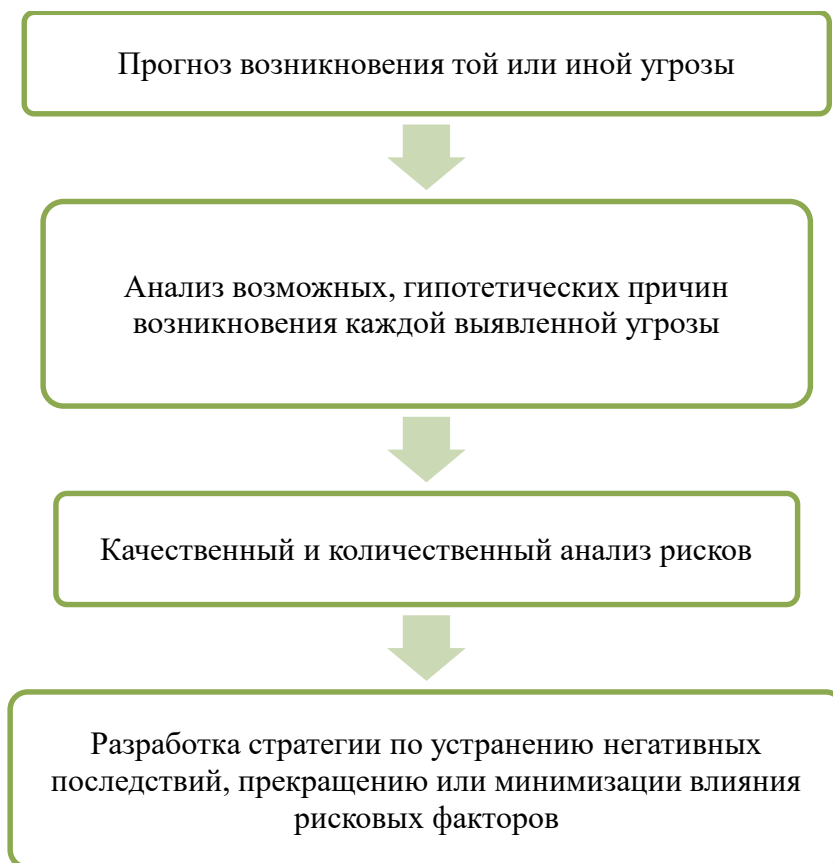 Прогноз возникновения той или иной угрозы
Анализ возможных, гипотетических причин
возникновения каждой выявленной угрозы
Качественный и количественный анализ рисков
Разработка стратегии по устранению негативных
последствий, прекращению или минимизации влияния
рисковых факторов